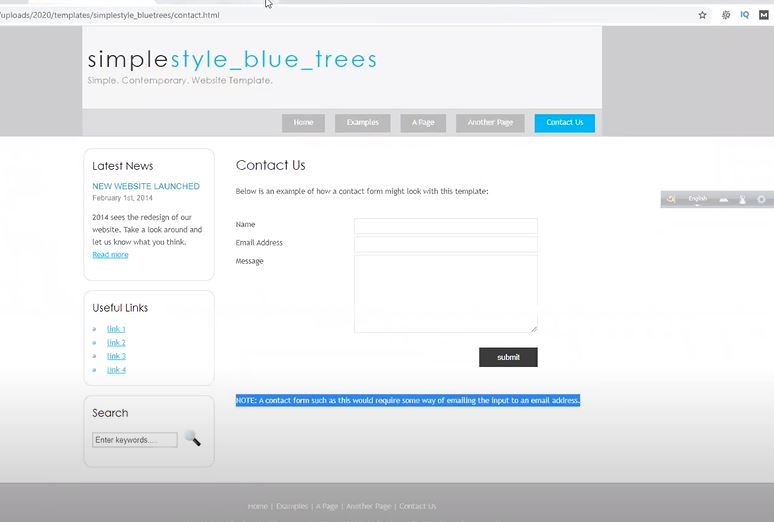 /uploads/2020/templates/simplestyle_bluetrees/contact.html
IQ
simplestyle_blue_trees
Simple. Contemporary. Website Template.
Home Examples A Page Another Page Contact Us
Latest News
NEW WEBSITE LAUNCHED
February 1st, 2014
2014 sees the redesign of our
website. Take a look around and
let us know what you think.
Read more
Useful Links
link 1
link 2
link 3
link 4
Search
Enter keywords.....
Contact Us
Below is an example of how a contact form might look with this template:
Name
Email Address
Message
submit
NOTE: A contact form such as this would require some way of emailing the input to an email address.
English
Home | Examples | A Page | Another Page | Contact Us